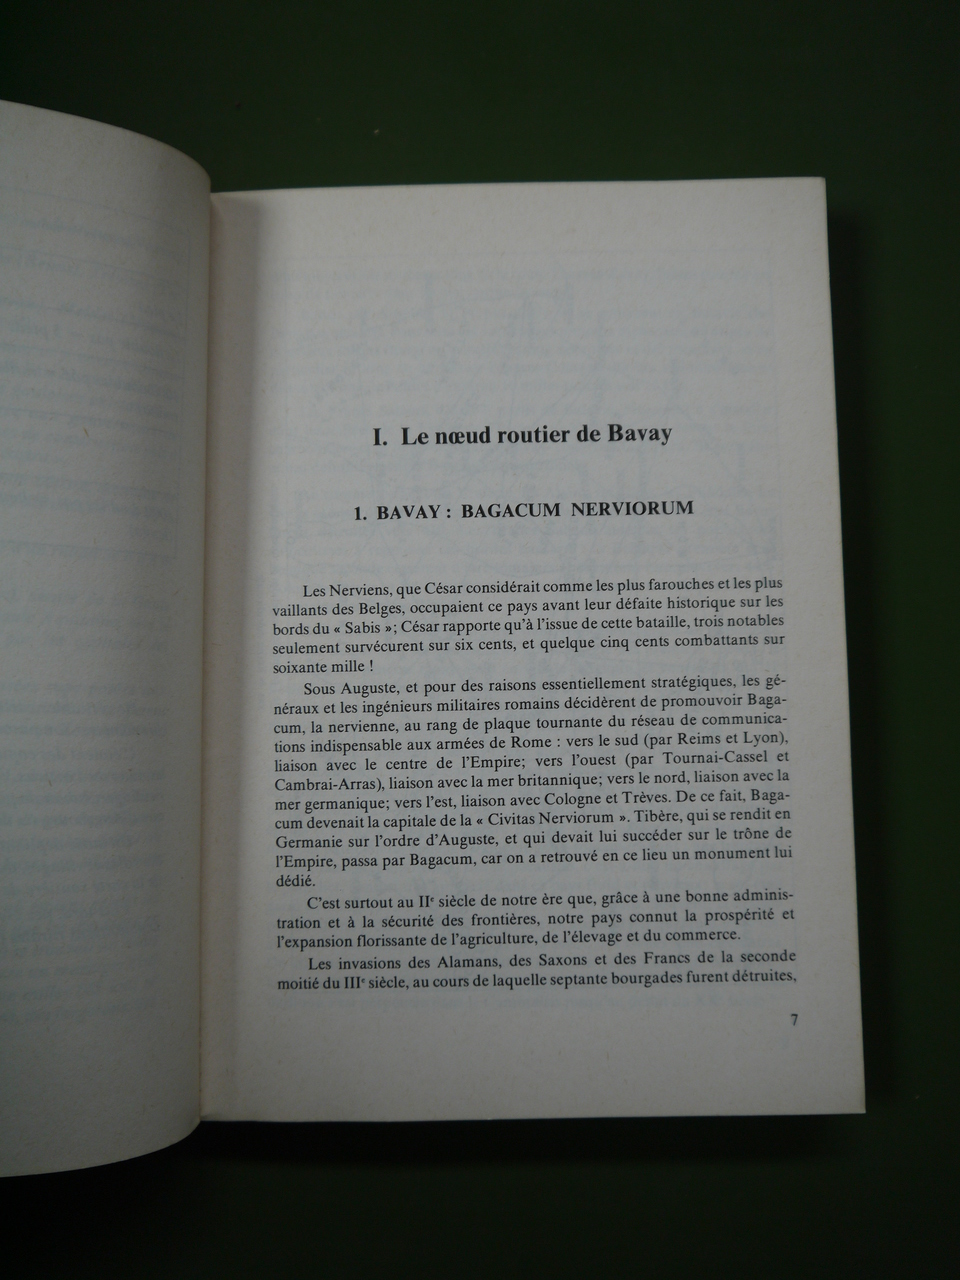 I. Le nœud routier de Bavay
1. BAVAY : BAGACUM NERVIORUM
Les Nerviens, que César considérait comme les plus farouches et les plus
vaillants des Belges, occupaient ce pays avant leur défaite historique sur les
bords du « Sabis »; César rapporte qu'à l'issue de cette bataille, trois notables
seulement survécurent sur six cents, et quelque cinq cents combattants sur
soixante mille !
Sous Auguste, et pour des raisons essentiellement stratégiques, les gé-
néraux et les ingénieurs militaires romains décidèrent de promouvoir Baga-
cum, la nervienne, au rang de plaque tournante du réseau de communica-
tions indispensable aux armées de Rome : vers le sud (par Reims et Lyon),
liaison avec le centre de l'Empire; vers l'ouest (par Tournai-Cassel et
Cambrai-Arras), liaison avec la mer britannique; vers le nord, liaison avec la
mer germanique; vers l'est, liaison avec Cologne et Trèves. De ce fait, Baga-
cum devenait la capitale de la « Civitas Nerviorum ». Tibère, qui se rendit en
Germanie sur l'ordre d'Auguste, et qui devait lui succéder sur le trône de
l'Empire, passa par Bagacum, car on a retrouvé en ce lieu un monument lui
dédié.
C'est surtout au IIe siècle de notre ère que, grâce à une bonne adminis-
tration et à la sécurité des frontières, notre pays connut la prospérité et
l'expansion florissante de l'agriculture, de l'élevage et du commerce.
Les invasions des Alamans, des Saxons et des Francs de la seconde
moitié du IIIe siècle, au cours de laquelle septante bourgades furent détruites,
7